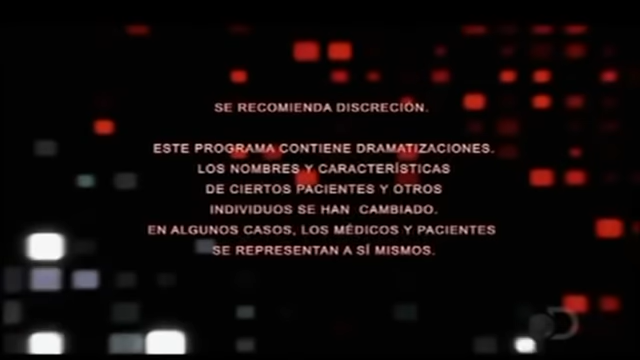 SE RECOMIENDA DISCRECIÓN.
ESTE PROGRAMA CONTIENE DRAMATIZACIONES.
LOS NOMBRES Y CARACTERÍSTICAS
DE CIERTOS PACIENTES Y OTROS
INDIVIDUOS SE HAN CAMBIADO.
EN ALGUNOS CASOS, LOS MÉDICOS Y PACIENTES
SE REPRESENTAN A SÍ MISMOS.
D